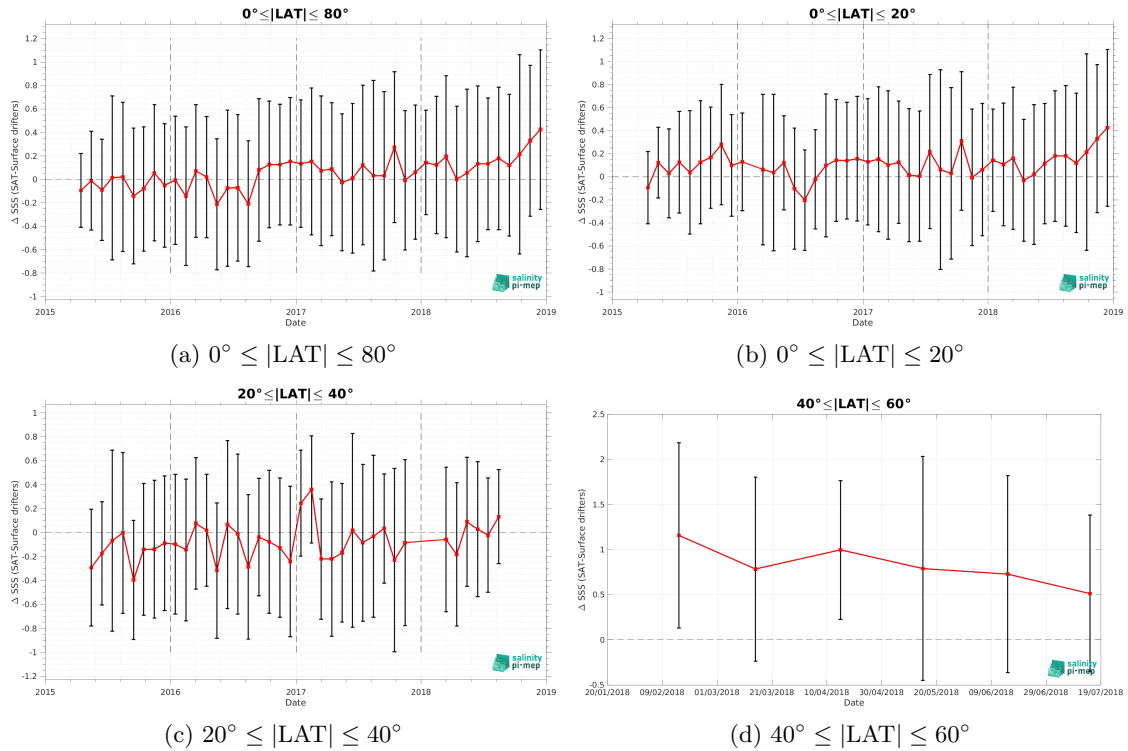 0°≤|LAT|≤ 80°
Δ SSS (SAT-Surface drifters)
1.2
1
0.8
0.6
0.4
0.2
0
-0.2
-0.4
-0.6
-0.8
-1
2015
2016
2017
2018
2019
Date
salinity
pi-mep
(a) 0° ≤ |LAT| ≤ 80°
0°≤|LAT|≤ 20°
Δ SSS (SAT-Surface drifters)
1.2
1
0.8
0.6
0.4
0.2
0
-0.2
-0.4
-0.6
-0.8
-1
2015
2016
2017
2018
2019
Date
salinity
pi-mep
(b) 0° ≤ |LAT| ≤ 20°
20°≤|LAT|≤ 40°
Δ SSS (SAT-Surface drifters)
1
0.8
0.6
0.4
0.2
0
-0.2
-0.4
-0.6
-0.8
-1
-1.2
2015
2016
2017
2018
2019
Date
salinity
pi-mep
(c) 20° ≤ |LAT| ≤ 40°
40°≤|LAT|≤ 60°
Δ SSS (SAT-Surface drifters)
2.5
2
1.5
1
0.5
0
-0.5
20/01/2018
09/02/2018
01/03/2018
21/03/2018
10/04/2018
30/04/2018
20/05/2018
09/06/2018
29/06/2018
19/07/2018
Date
salinity
pi-mep
(d) 40° ≤ |LAT| ≤ 60°